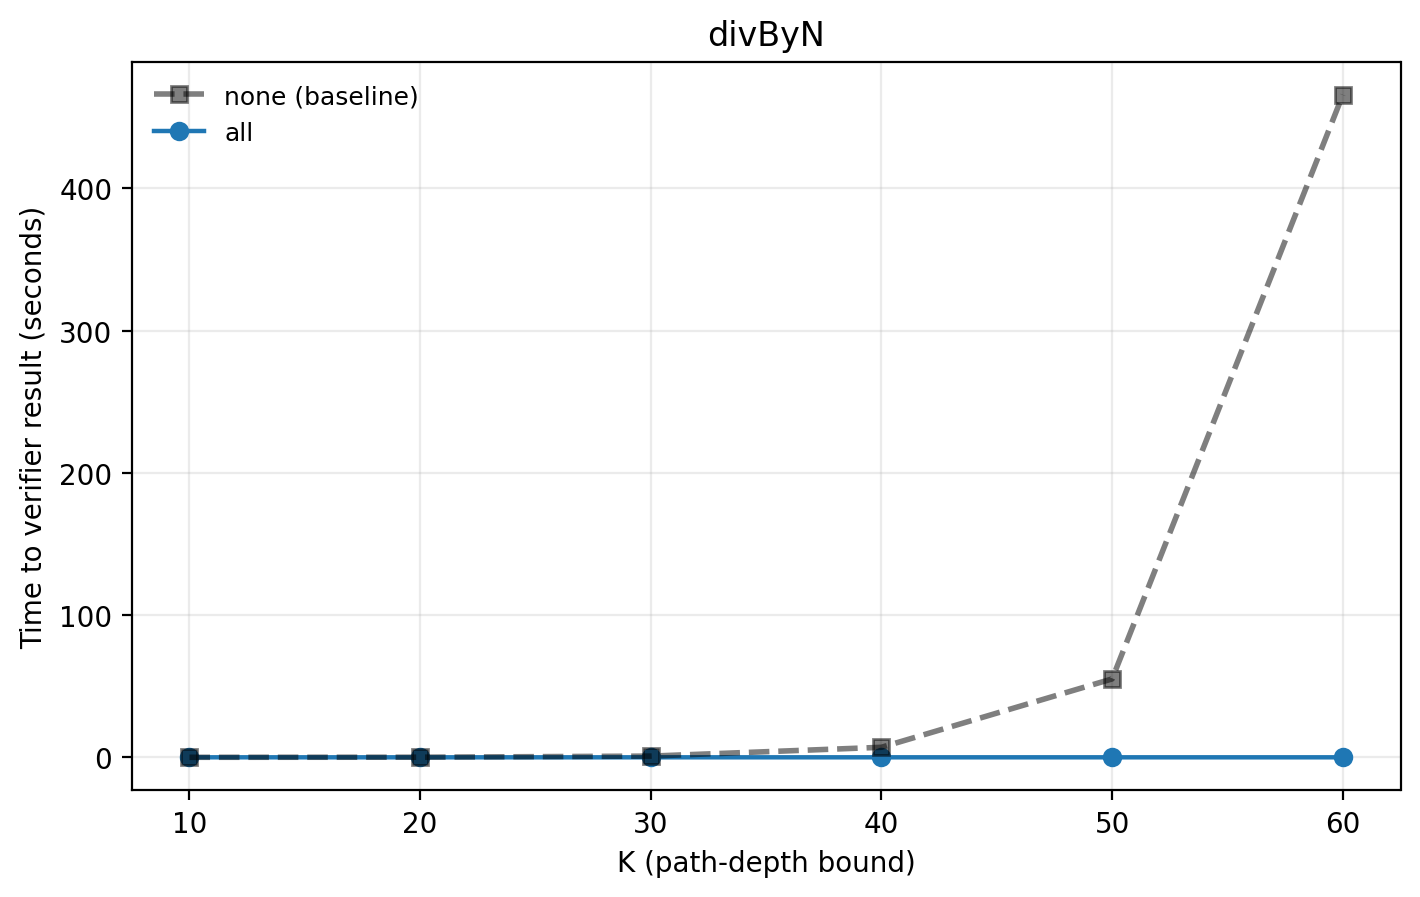 divByN
none (baseline)
all
Time to verifier result (seconds)
400
300
200
100
0
10 20 30 40 50 60
K (path-depth bound)